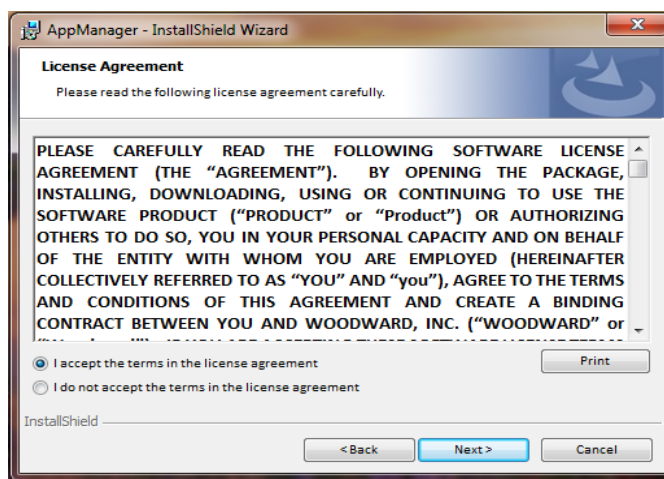 AppManager - InstallShield Wizard
License Agreement
Please read the following license agreement carefully.
PLEASE CAREFULLY READ THE FOLLOWING SOFTWARE LICENSE
AGREEMENT (THE “AGREEMENT”). BY OPENING THE PACKAGE,
INSTALLING, DOWNLOADING, USING OR CONTINUING TO USE THE
SOFTWARE PRODUCT (“PRODUCT” or “Product”) OR AUTHORIZING
OTHERS TO DO SO, YOU IN YOUR PERSONAL CAPACITY AND ON BEHALF
OF THE ENTITY WITH WHOM YOU ARE EMPLOYED (HEREINAFTER
COLLECTIVELY REFERRED TO AS “YOU” AND “you”), AGREE TO THE TERMS
AND CONDITIONS OF THIS AGREEMENT AND CREATE A BINDING
CONTRACT BETWEEN YOU AND WOODWARD, INC. (“WOODWARD” or
I accept the terms in the license agreement
Print
I do not accept the terms in the license agreement
InstallShield
< Back
Next >
Cancel